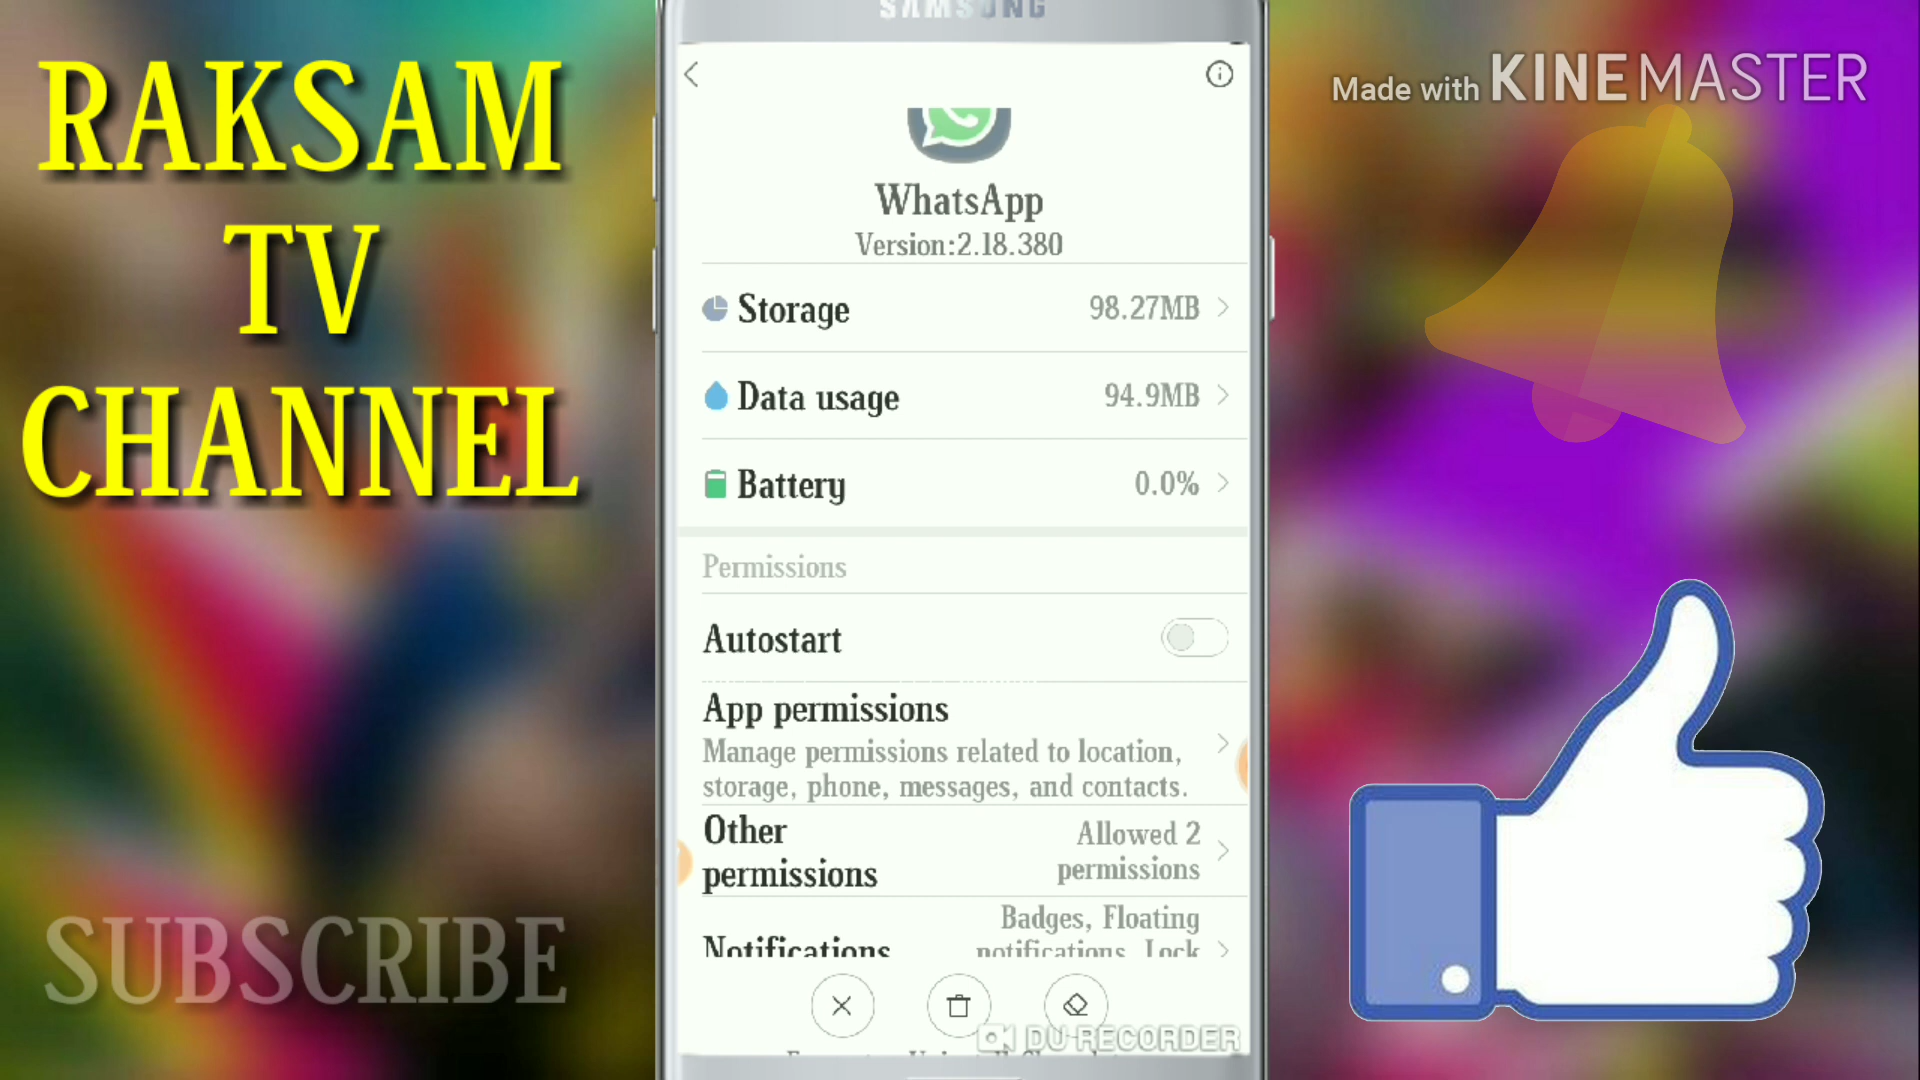 RAKSAM
TV
CHANNEL
SUBSCRIBE
SAMSUNG
WhatsApp
Version:2.18.380
Storage 98.27MB
Data usage 94.9MB
Battery 0.0%
Permissions
Autostart
App permissions
Manage permissions related to location,
storage, phone, messages, and contacts.
Other permissions
Allowed 2 permissions
Notifications
Badges, Floating
notifications, Lock
DU RECORDER
Made with KINEMASTER